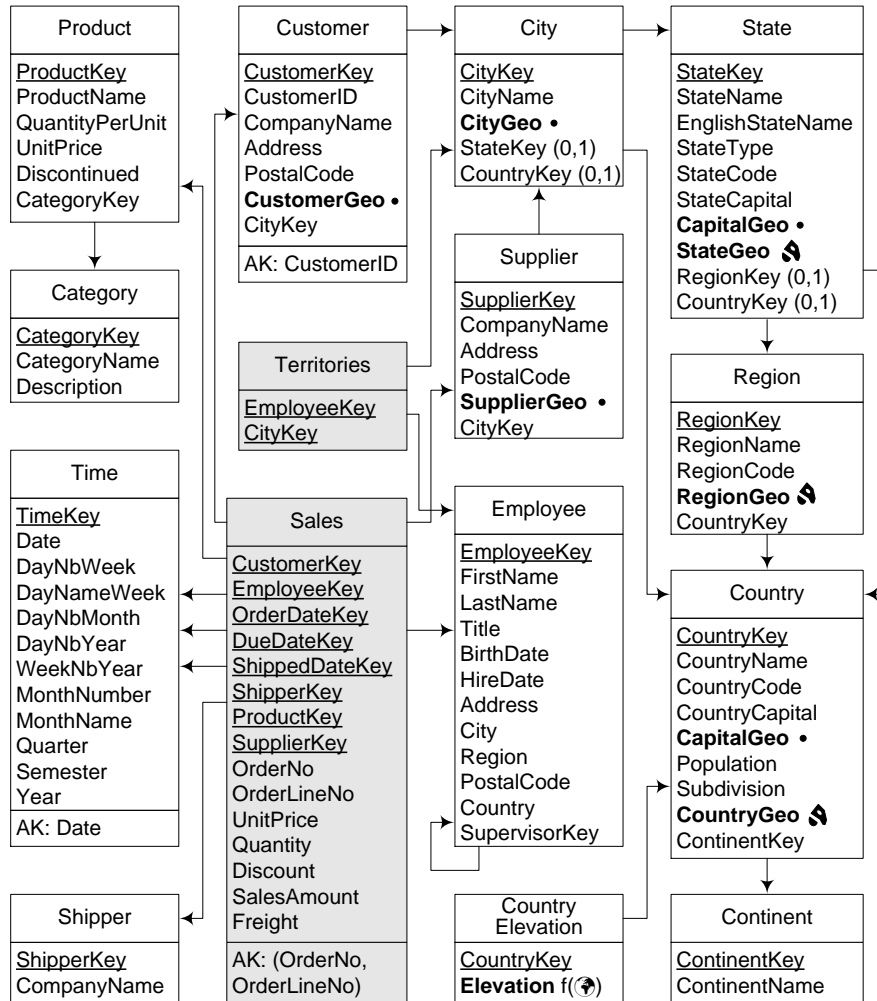 Product
ProductKey
ProductName
QuantityPerUnit
UnitPrice
Discontinued
CategoryKey
Category
CategoryKey
CategoryName
Description
Time
TimeKey
Date
DayNbWeek
DayNameWeek
DayNbMonth
DayNbYear
WeekNbYear
MonthNumber
MonthName
Quarter
Semester
Year
AK: Date
Shipper
ShipperKey
CompanyName
Customer
CustomerKey
CustomerID
CompanyName
Address
PostalCode
CustomerGeo •
CityKey
AK: CustomerID
Territories
EmployeeKey
CityKey
Sales
CustomerKey
EmployeeKey
OrderDateKey
DueDateKey
ShippedDateKey
ShipperKey
ProductKey
SupplierKey
OrderNo
OrderLineNo
UnitPrice
Quantity
Discount
SalesAmount
Freight
AK: (OrderNo,
OrderLineNo)
City
CityKey
CityName
CityGeo •
StateKey (0,1)
CountryKey (0,1)
Supplier
SupplierKey
CompanyName
Address
PostalCode
SupplierGeo •
CityKey
Employee
EmployeeKey
FirstName
LastName
Title
BirthDate
HireDate
Address
City
Region
PostalCode
Country
SupervisorKey
Country
Elevation
CountryKey
Elevation f( )
State
StateKey
StateName
EnglishStateName
StateType
StateCode
StateCapital
CapitalGeo •
StateGeo
RegionKey (0,1)
CountryKey (0,1)
Region
RegionKey
RegionName
RegionCode
RegionGeo
CountryKey
Country
CountryKey
CountryName
CountryCode
CountryCapital
CapitalGeo •
Population
Subdivision
CountryGeo
ContinentKey
Continent
ContinentKey
ContinentName